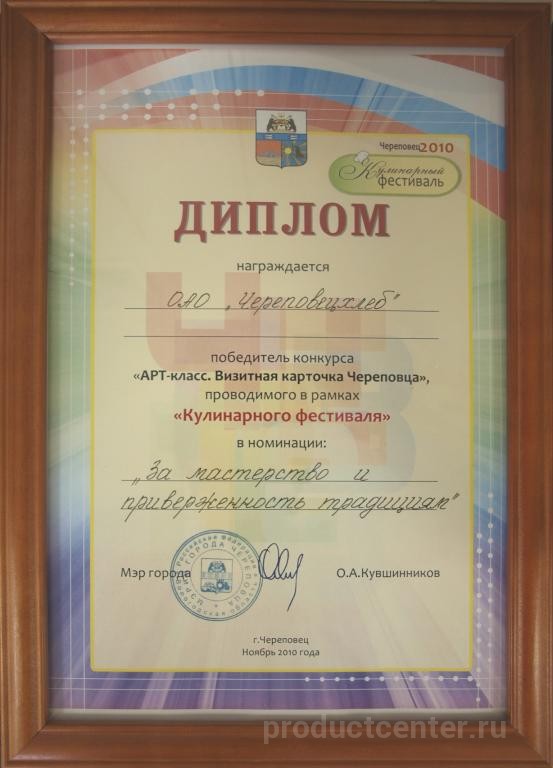 Череповец2010
Кулинарный
фестиваль
ДИПЛОМ
награждается
ОАО „Череповецхлеб"
победитель конкурса
«АРТ-класс. Визитная карточка Череповца»,
проводимого в рамках
«Кулинарного фестиваля»
в номинации:
„За мастерство и
приверженность традициям"
Мэр города
О.А.Кувшинников
г.Череповец
Ноябрь 2010 года
productcenter.ru